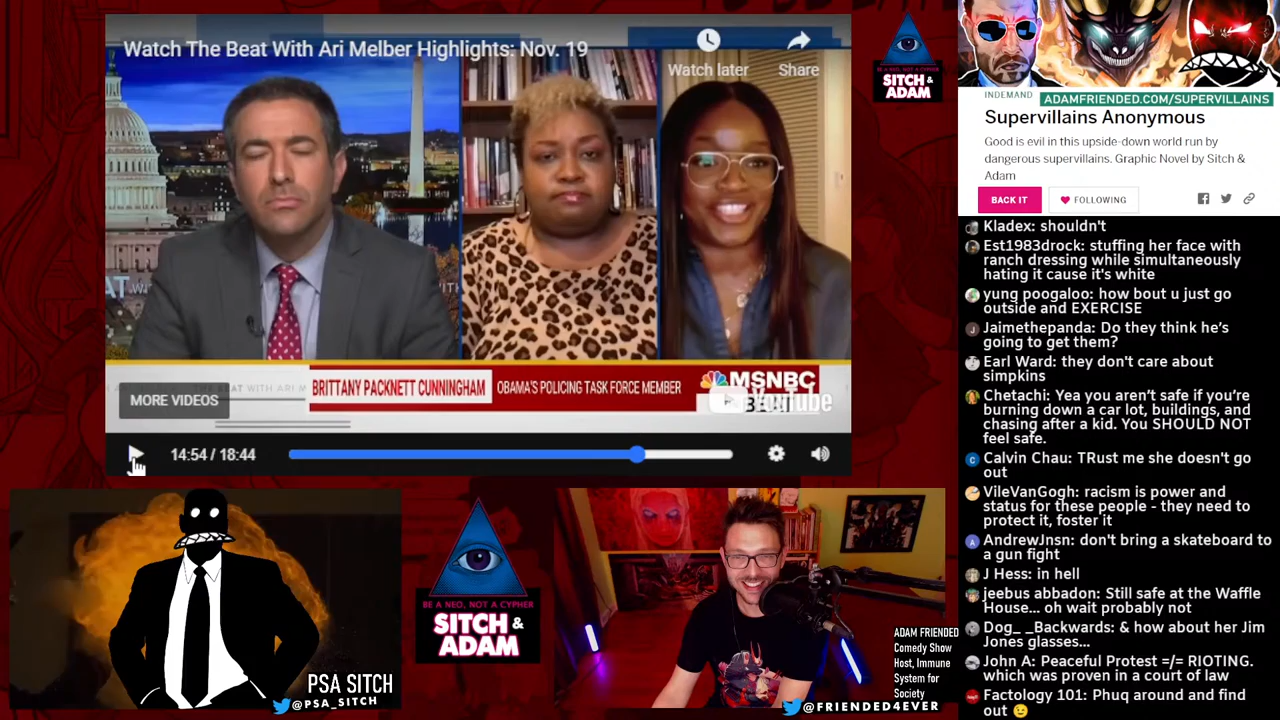 Watch The Beat With Ari Melber Highlights: Nov. 19
Watch later
Share
BRITTANY PACKNETT CUNNINGHAM
OBAMA'S POLICING TASK FORCE MEMBER
MSNBC
YouTube
MORE VIDEOS
14:54 / 18:44
BE A NEO, NOT A CYPHER
SITCH &
ADAM
INDEMAND
ADAMFRIENDED.COM/SUPERVILLAINS
Supervillains Anonymous
Good is evil in this upside-down world run by
dangerous supervillains. Graphic Novel by Sitch &
Adam
BACK IT
FOLLOWING
Kladex: shouldn't
Est1983drock: stuffing her face with
ranch dressing while simultaneously
hating it cause it's white
yung poogaloo: how bout u just go
outside and EXERCISE
Jaimethepanda: Do they think he's
going to get them?
Earl Ward: they don't care about
simpkins
Chetachi: Yea you aren't safe if you're
burning down a car lot, buildings, and
chasing after a kid. You SHOULD NOT
feel safe.
Calvin Chau: TRust me she doesn't go
out
VileVanGogh: racism is power and
status for these people - they need to
protect it, foster it
AndrewJnsn: don't bring a skateboard to
a gun fight
J Hess: in hell
jeebus abbadon: Still safe at the Waffle
House... oh wait probably not
Dog_ _Backwards: & how about her Jim
Jones glasses...
John A: Peaceful Protest =/= RIOTING.
which was proven in a court of law
Factology 101: Phuq around and find
out 😉
PSA SITCH
@PSA_SITCH
BE A NEO, NOT A CYPHER
SITCH &
ADAM
ADAM FRIENDED
Comedy Show
Host, Immune
System for
Society
@FRIENDED4EVER